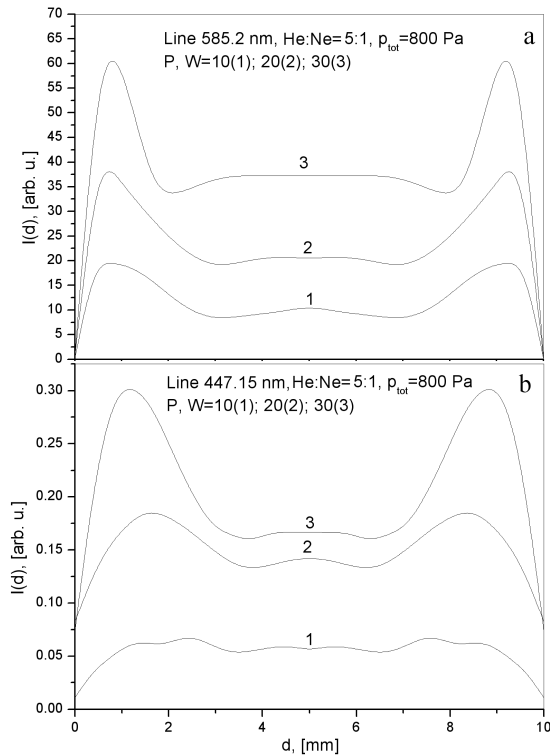 70
65
60
55
50
45
40
35
30
25
20
15
10
5
0
I(d), [arb. u.]
Line 585.2 nm, He:Ne= 5:1, p_tot=800 Pa
P, W=10(1); 20(2); 30(3)
a
3
2
1
0.30
0.25
0.20
0.15
0.10
0.05
0.00
I(d), [arb. u.]
Line 447.15 nm, He:Ne= 5:1, p_tot=800 Pa
P, W=10(1); 20(2); 30(3)
b
3
2
1
0 2 4 6 8 10
d, [mm]